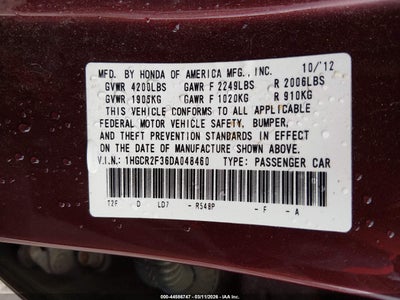 MFD. BY HONDA OF AMERICA MFG., INC. 10/'12
GVWR 4200LBS GAWR F 2249LBS R 2006LBS
GVWR 1905KG GAWR F 1020KG R 910KG
THIS VEHICLE CONFORMS TO ALL APPLICABLE
FEDERAL MOTOR VEHICLE SAFETY, BUMPER,
AND THEFT PREVENTION STANDARDS IN EFFECT
ON THE DATE OF MANUFACTURE SHOWN ABOVE.
V.I.N.: 1HGCR2F36DA048460 TYPE: PASSENGER CAR
T2F D LD7 - R548P - F - A
000-44586747 - 03/11/2026 - IAA Inc.